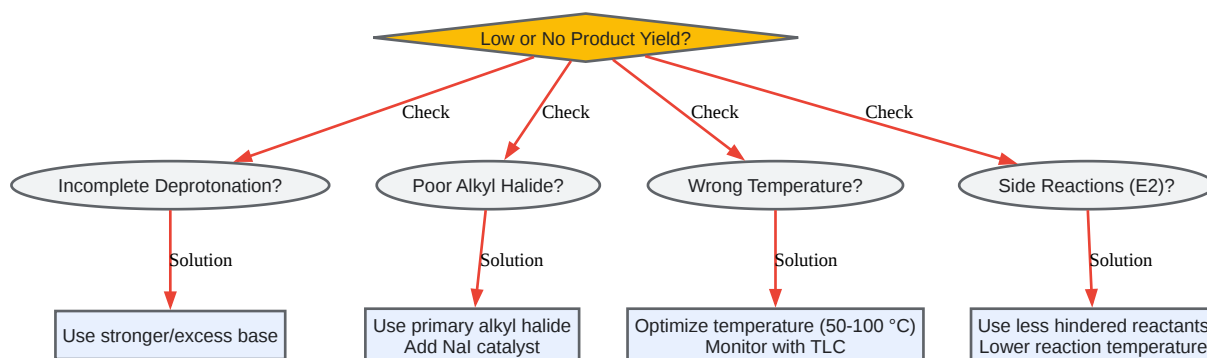 Low or No Product Yield?
Check
Check
Check
Check
Incomplete Deprotonation?
Poor Alkyl Halide?
Wrong Temperature?
Side Reactions (E2)?
Solution
Solution
Solution
Solution
Use stronger/excess base
Use primary alkyl halide
Add NaI catalyst
Optimize temperature (50-100 °C)
Monitor with TLC
Use less hindered reactants
Lower reaction temperature